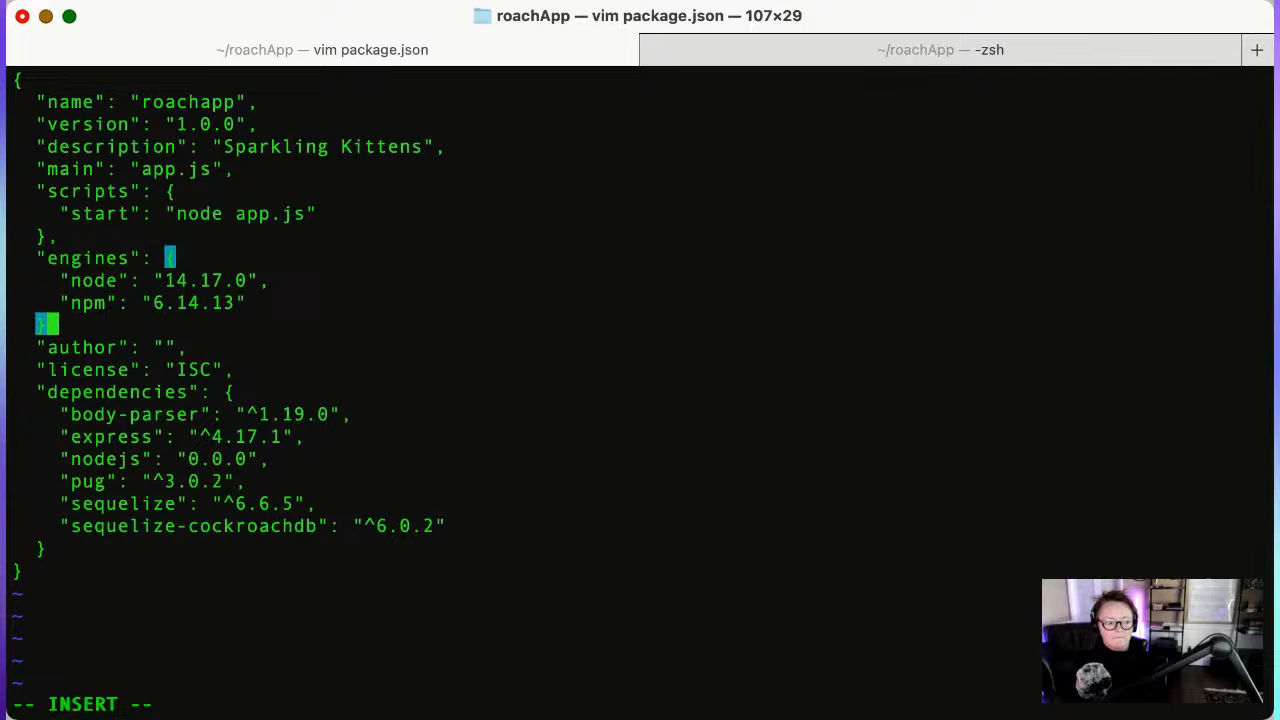 roachApp — vim package.json — 107×29
~/roachApp — vim package.json
~/roachApp — -zsh
+
{
  "name": "roachapp",
  "version": "1.0.0",
  "description": "Sparkling Kittens",
  "main": "app.js",
  "scripts": {
    "start": "node app.js"
  },
  "engines": {
    "node": "14.17.0",
    "npm": "6.14.13"
  }
  "author": "",
  "license": "ISC",
  "dependencies": {
    "body-parser": "^1.19.0",
    "express": "^4.17.1",
    "nodejs": "0.0.0",
    "pug": "^3.0.2",
    "sequelize": "^6.6.5",
    "sequelize-cockroachdb": "^6.0.2"
  }
}
~
~
~
~
~
-- INSERT --